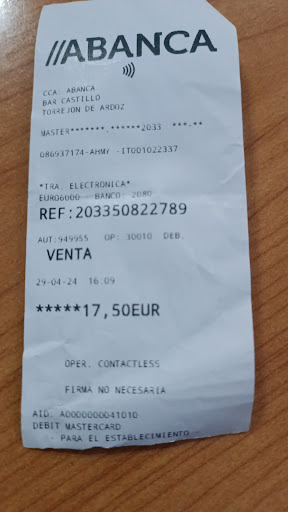 //ABANCA
CCA: ABANCA
BAR CASTILLO
TORREJON DE ARDOZ
MASTER*******.******2033 ***.**
086937174-AHM/ -IT001022337
*TRA. ELECTRONICA*
EURO6000 - BANCO: 2080
REF:203350822789
AUT:949955 OP: 30010 DEB.
VENTA
29-04-24 16:09
*****17,50EUR
OPER. CONTACTLESS
FIRMA NO NECESARIA
AID: A0000000041010
DEBIT MASTERCARD
- PARA EL ESTABLECIMIENTO -